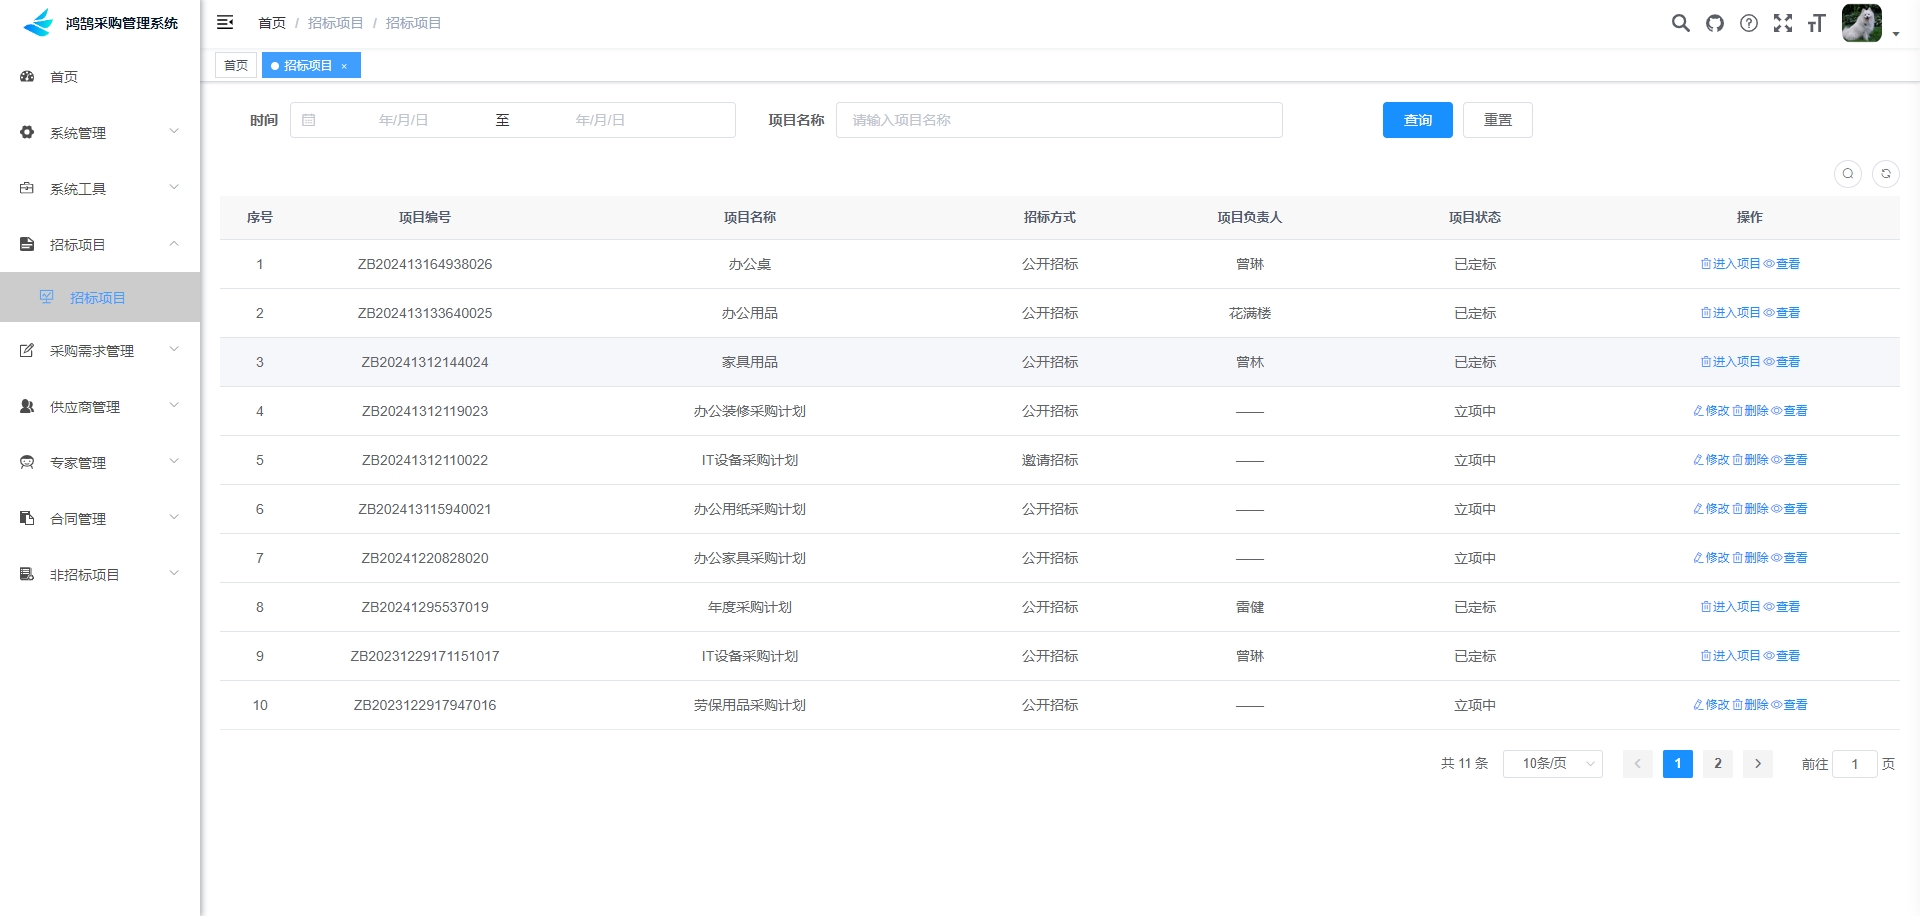 鸿鹄采购管理系统
首页 / 招标项目 / 招标项目
首页
招标项目 ×
首页
系统管理
系统工具
招标项目
招标项目
采购需求管理
供应商管理
专家管理
合同管理
非招标项目
时间 年/月/日 至 年/月/日 项目名称 请输入项目名称 查询 重置
序号 项目编号 项目名称 招标方式 项目负责人 项目状态 操作
1 ZB202413164938026 办公桌 公开招标 曾琳 已定标 进入项目 查看
2 ZB202413133640025 办公用品 公开招标 花满楼 已定标 进入项目 查看
3 ZB20241312144024 家具用品 公开招标 曾林 已定标 进入项目 查看
4 ZB20241312119023 办公装修采购计划 公开招标 —— 立项中 修改 删除 查看
5 ZB20241312110022 IT设备采购计划 邀请招标 —— 立项中 修改 删除 查看
6 ZB202413115940021 办公用纸采购计划 公开招标 —— 立项中 修改 删除 查看
7 ZB20241220828020 办公家具采购计划 公开招标 —— 立项中 修改 删除 查看
8 ZB20241295537019 年度采购计划 公开招标 雷健 已定标 进入项目 查看
9 ZB20231229171151017 IT设备采购计划 公开招标 曾琳 已定标 进入项目 查看
10 ZB2023122917947016 劳保用品采购计划 公开招标 —— 立项中 修改 删除 查看
共 11 条 10条/页 1 2 前往 1 页